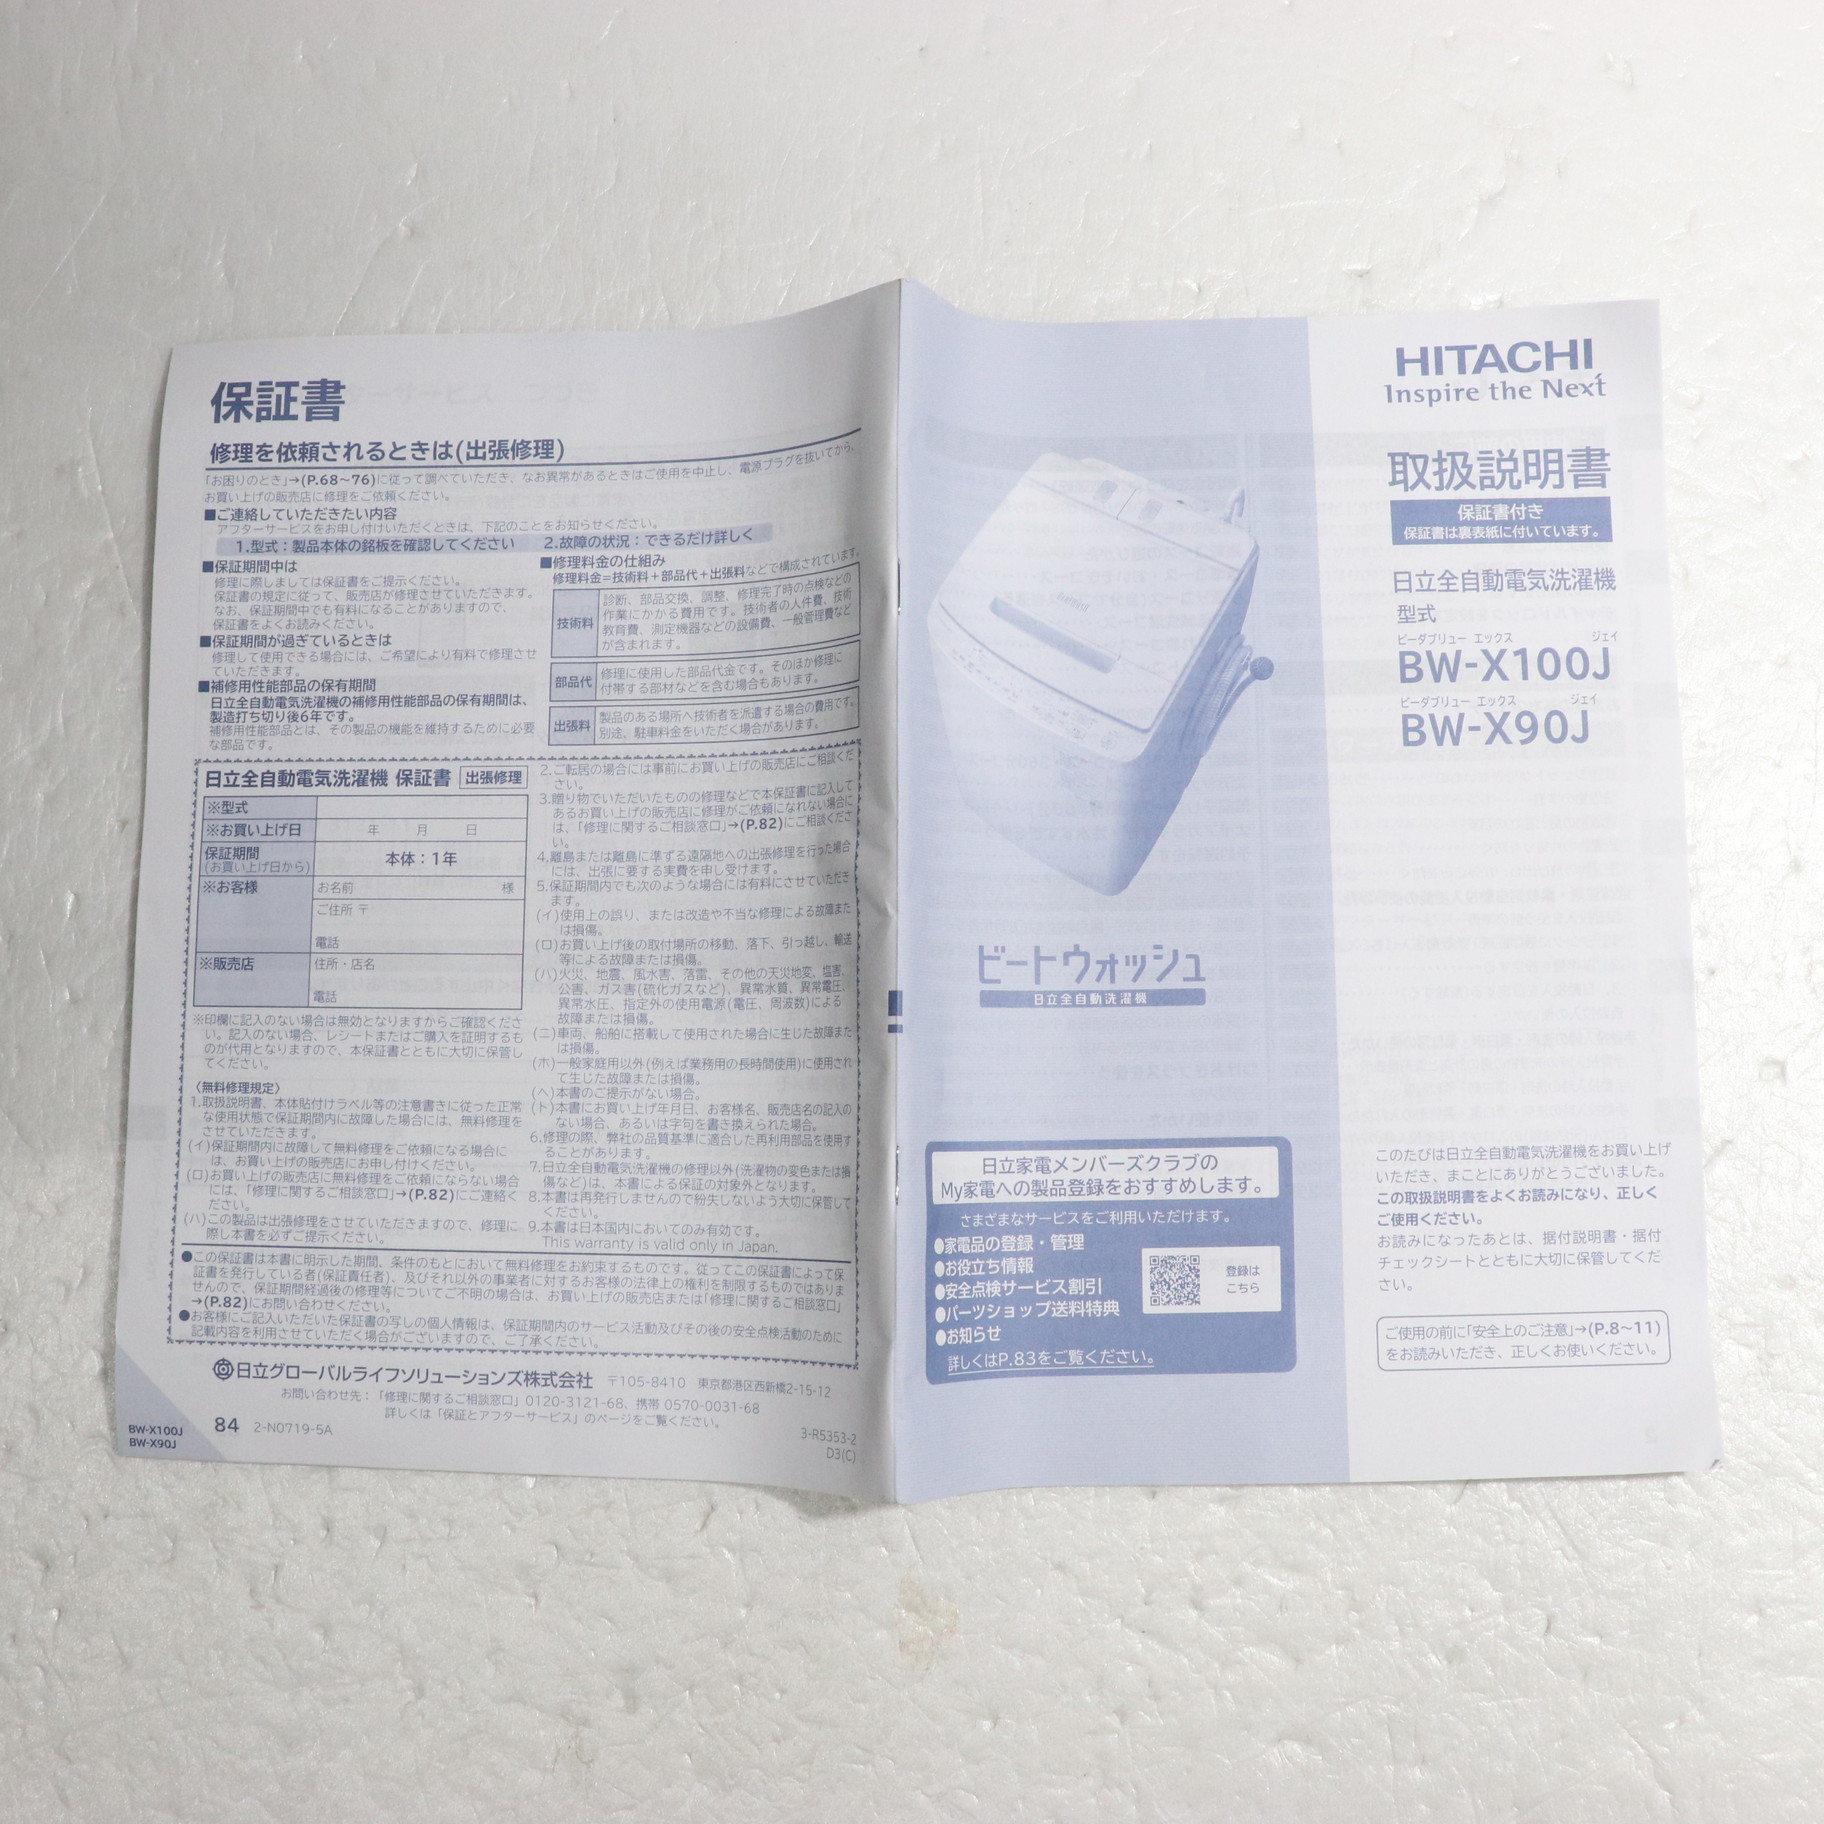 保証書
修理を依頼されるときは(出張修理)
「お困りのとき」→(P.68～76)に従って調べていただき、なお異常があるときはご使用を中止し、電源プラグを抜いてから、
お買い上げの販売店に修理をご依頼ください。
■ご連絡していただきたい内容
アフターサービスをお申し付けいただくときは、下記のことをお知らせください。
1.型式：製品本体の銘板を確認してください 2.故障の状況：できるだけ詳しく
■保証期間中は
修理に際しましては保証書をご提示ください。
保証書の規定に従って、販売店が修理させていただきます。
なお、保証期間中でも有料になることがありますので、
保証書をよくお読みください。
■保証期間が過ぎているときは
修理して使用できる場合には、ご希望により有料で修理させ
ていただきます。
■補修用性能部品の保有期間
日立全自動電気洗濯機の補修用性能部品の保有期間は、
製造打ち切り後6年です。
補修用性能部品とは、その製品の機能を維持するために必要
な部品です。
■修理料金の仕組み
修理料金=技術料＋部品代＋出張料などで構成されています。
技術料
診断、部品交換、調整、修理完了時の点検などの
作業にかかる費用です。技術者の人件費、技術
教育費、測定機器などの設備費、一般管理費など
が含まれます。
部品代
修理に使用した部品代金です。そのほか修理に
付帯する部材などを含む場合もあります。
出張料
製品のある場所へ技術者を派遣する場合の費用です。
別途、駐車料金をいただく場合があります。
日立全自動電気洗濯機 保証書 出張修理
※型式
※お買い上げ日 年 月 日
保証期間
(お買い上げ日から)
本体：1年
※お客様 お名前 様
ご住所 〒
電話
※販売店 住所・店名
電話
※印欄に記入のない場合は無効となりますからご確認くださ
い。記入のない場合、レシートまたはご購入を証明するも
のが代用となりますので、本保証書とともに大切に保管し
てください。
〈無料修理規定〉
1.取扱説明書、本体貼付けラベル等の注意書きに従った正常
な使用状態で保証期間内に故障した場合には、無料修理を
させていただきます。
(イ)保証期間内に故障して無料修理をご依頼になる場合に
は、お買い上げの販売店にお申し付けください。
(ロ)お買い上げの販売店に無料修理をご依頼にならない場合
には、「修理に関するご相談窓口」→(P.82)にご連絡く
ださい。
(ハ)この製品は出張修理をさせていただきますので、修理に
際し本書を必ずご提示ください。
2.ご転居の場合には事前にお買い上げの販売店にご相談くだ
さい。
3.贈り物でいただいたものの修理などで本保証書に記入して
あるお買い上げの販売店に修理がご依頼になれない場合に
は、「修理に関するご相談窓口」→(P.82)にご相談くださ
い。
4.離島または離島に準ずる遠隔地への出張修理を行った場合
には、出張に要する実費を申し受けます。
5.保証期間内でも次のような場合には有料にさせていただき
ます。
(イ)使用上の誤り、または改造や不当な修理による故障また
は損傷。
(ロ)お買い上げ後の取付場所の移動、落下、引っ越し、輸送
等による故障または損傷。
(ハ)火災、地震、風水害、落雷、その他の天災地変、塩害、
公害、ガス害(硫化ガスなど)、異常水質、異常電圧、
異常水圧、指定外の使用電源(電圧、周波数)による
故障または損傷。
(ニ)車両、船舶に搭載して使用された場合に生じた故障また
は損傷。
(ホ)一般家庭用以外(例えば業務用の長時間使用)に使用され
て生じた故障または損傷。
(ヘ)本書のご提示がない場合。
(ト)本書にお買い上げ年月日、お客様名、販売店名の記入の
ない場合、あるいは字句を書き換えられた場合。
6.修理の際、弊社の品質基準に適合した再利用部品を使用す
ることがあります。
7.日立全自動電気洗濯機の修理以外(洗濯物の変色または損
傷など)は、本書による保証の対象外となります。
8.本書は再発行しませんので紛失しないよう大切に保管して
ください。
9.本書は日本国内においてのみ有効です。
This warranty is valid only in Japan.
●この保証書は本書に明示した期間、条件のもとにおいて無料修理をお約束するものです。従ってこの保証書によって保
証書を発行している者(保証責任者)、及びそれ以外の事業者に対するお客様の法律上の権利を制限するものではありま
せんので、保証期間経過後の修理等についてご不明の場合は、お買い上げの販売店または「修理に関するご相談窓口」
→(P.82)にお問い合わせください。
●お客様にご記入いただいた保証書の写しの個人情報は、保証期間内のサービス活動及びその後の安全点検活動のために
記載内容を利用させていただく場合がございますので、ご了承ください。
日立グローバルライフソリューションズ株式会社 〒105-8410 東京都港区西新橋2-15-12
お問い合わせ先：「修理に関するご相談窓口」0120-3121-68、携帯 0570-0031-68
詳しくは「保証とアフターサービス」のページをご覧ください。
BW-X100J
BW-X90J
84 2-N0719-5A
3-R5353-2
D3(C)
HITACHI
Inspire the Next
取扱説明書
保証書付き
保証書は裏表紙に付いています。
日立全自動電気洗濯機
型式
ビーダブリュー エックス ジェイ
BW-X100J
ビーダブリュー エックス ジェイ
BW-X90J
ビートウォッシュ
日立全自動洗濯機
日立家電メンバーズクラブの
My家電への製品登録をおすすめします。
さまざまなサービスをご利用いただけます。
●家電品の登録・管理
●お役立ち情報
●安全点検サービス割引
●パーツショップ送料特典
●お知らせ
詳しくはP.83をご覧ください。
登録は
こちら
このたびは日立全自動電気洗濯機をお買い上げ
いただき、まことにありがとうございました。
この取扱説明書をよくお読みになり、正しく
ご使用ください。
お読みになったあとは、据付説明書・据付
チェックシートとともに大切に保管してくだ
さい。
ご使用の前に「安全上のご注意」→(P.8～11)
をお読みいただき、正しくお使いください。